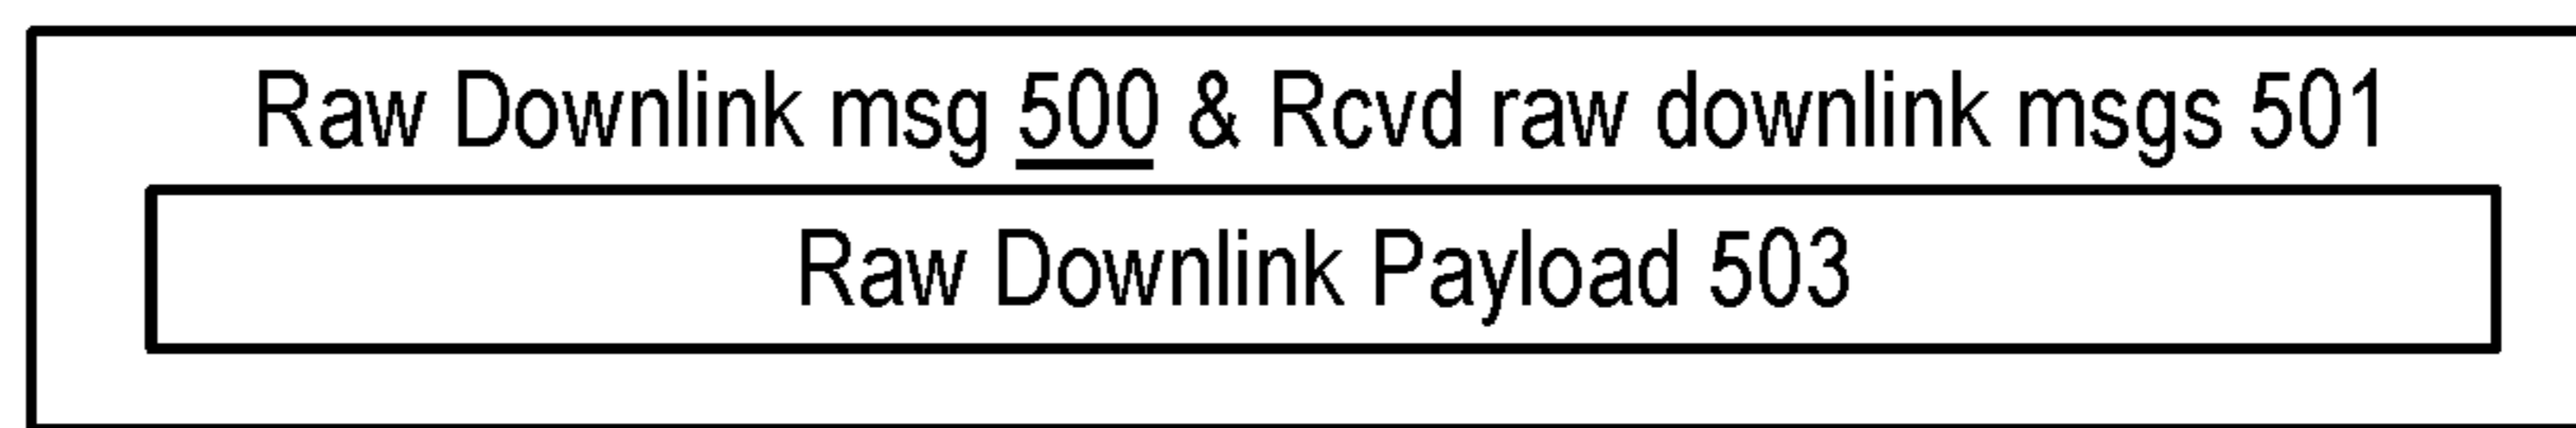 Raw Downlink msg 500 & Rcvd raw downlink msgs 501
Raw Downlink Payload 503